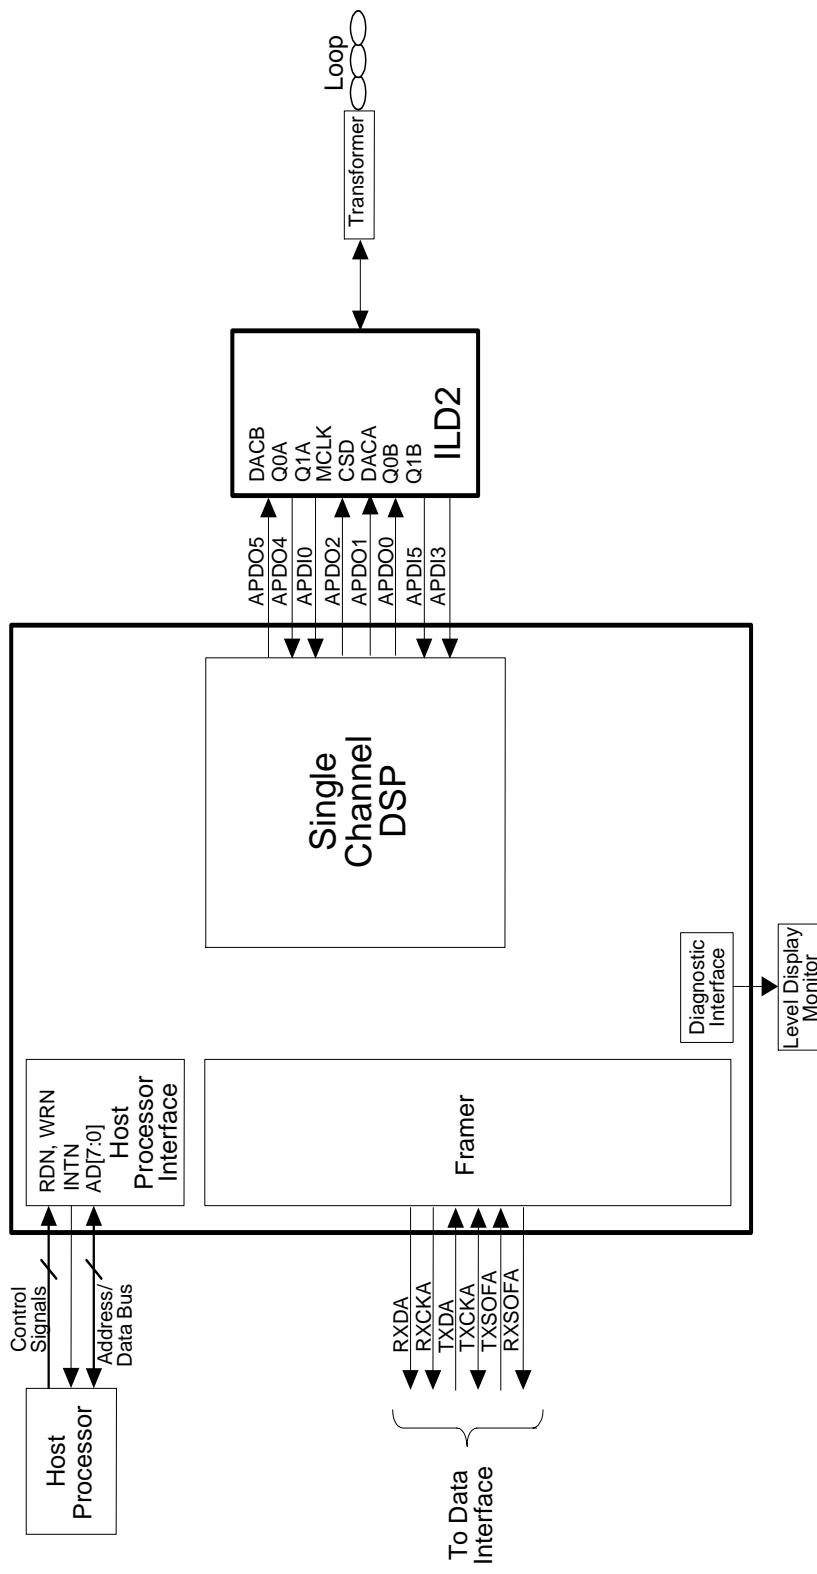 Host
Processor
Control
Signals
Address/
Data Bus
RDN, WRN
INTN
AD[7:0]
Host
Processor
Interface
To Data
Interface
RXDA
RXCKA
TXDA
TXCKA
TXSOFA
RXSOFA
Framer
Diagnostic
Interface
Level Display
Monitor
Single
Channel
DSP
APDO5
APDO4
APDI0
APDO2
APDO1
APDO0
APDI5
APDI3
DACB
Q0A
Q1A
MCLK
CSD
DACA
Q0B
Q1B
ILD2
Transformer
Loop